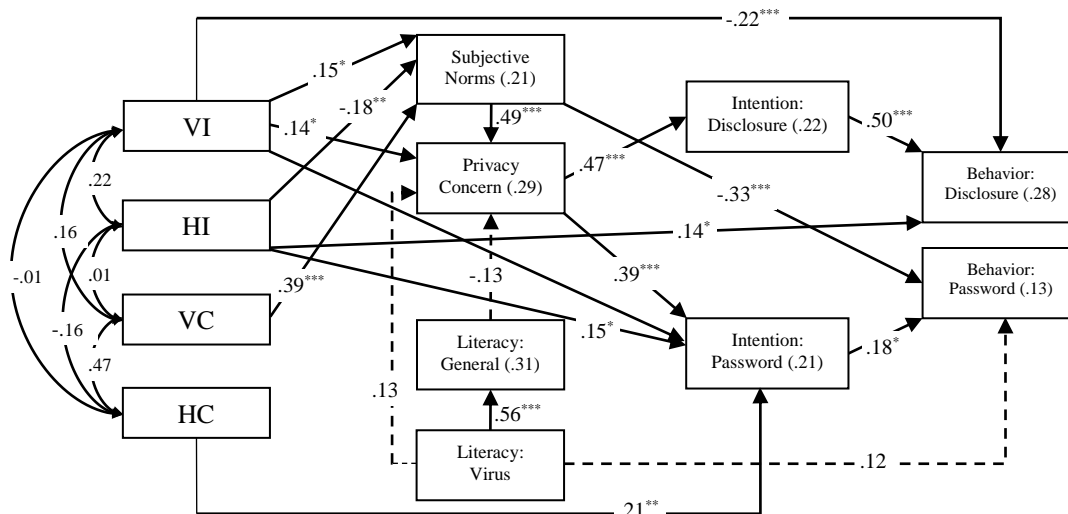 -.22***
Subjective
Norms (.21)
.15*
-.18**
Intention:
Disclosure (.22)
VI
.49***
.50***
.14*
Privacy
Concern (.29)
.47***
Behavior:
Disclosure (.28)
.22
-.33***
HI
.16
.14*
-.01
.01
.39***
-.13
.39***
Behavior:
Password (.13)
VC
-.16
.15*
.47
Literacy:
General (.31)
Intention:
Password (.21)
.18*
.13
HC
.56***
Literacy:
Virus
.12
.21**